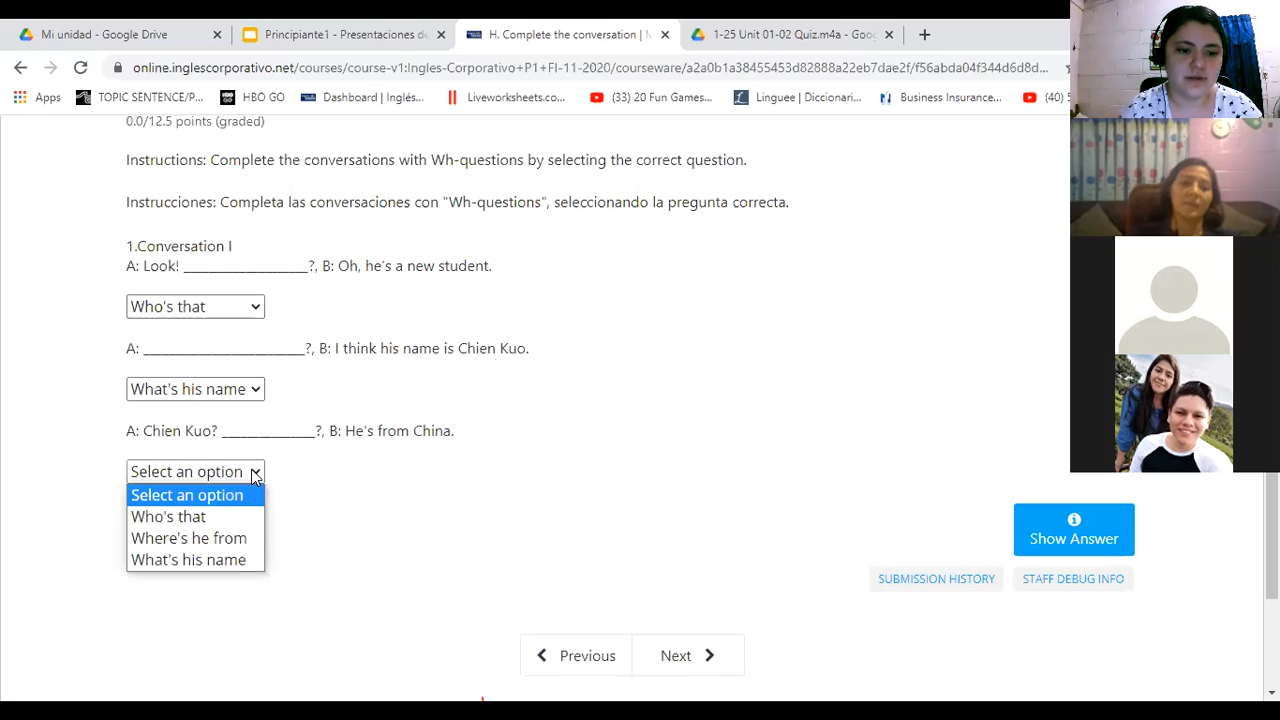 Mi unidad - Google Drive
Principiante1 - Presentaciones de
H. Complete the conversation | M
1-25 Unit 01-02 Quiz.m4a - Goo
online.inglescorporativo.net/courses/course-v1:Ingles-Corporativo+P1+FI-11-2020/courseware/a2a0b1a38455453d82888a22eb7dae2f/f56abda04f344d6d8d...
Apps
TOPIC SENTENCE/P...
HBO GO
Dashboard | Inglés...
Liveworksheets.co...
(33) 20 Fun Games...
Linguee | Diccionari...
Business Insurance...
(40) 5
0.0/12.5 points (graded)
Instructions: Complete the conversations with Wh-questions by selecting the correct question.
Instrucciones: Completa las conversaciones con "Wh-questions", seleccionando la pregunta correcta.
1.Conversation I
A: Look! __________________?, B: Oh, he's a new student.
Who's that
A: _______________________?, B: I think his name is Chien Kuo.
What's his name
A: Chien Kuo? _____________?, B: He's from China.
Select an option
Select an option
Who's that
Where's he from
What's his name
Show Answer
SUBMISSION HISTORY
STAFF DEBUG INFO
Previous
Next